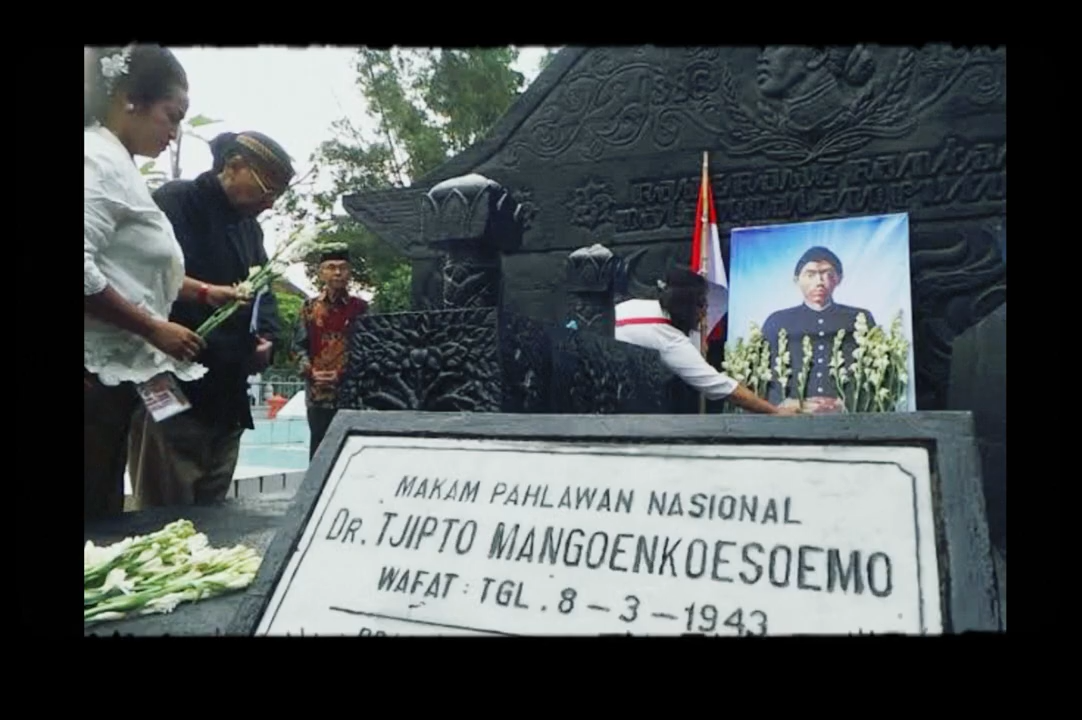 MAKAM PAHLAWAN NASIONAL
DR. TJIPTO MANGOENKOESOEMO
WAFAT : TGL. 8 – 3 – 1943